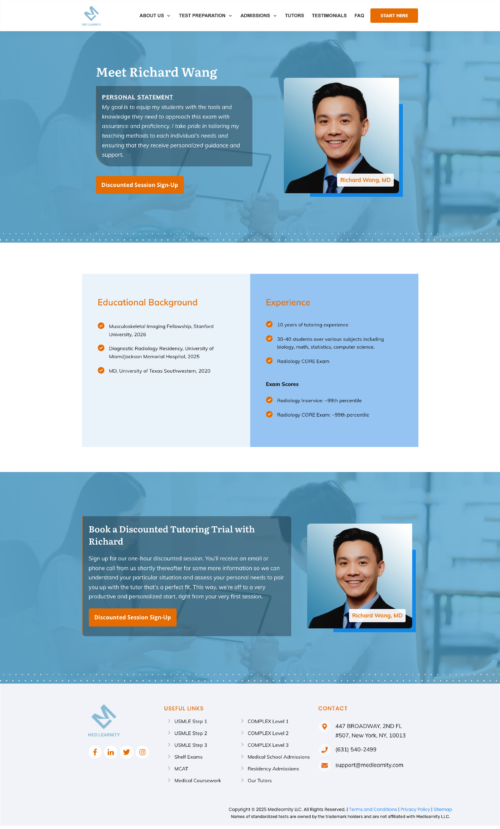 ABOUT US
TEST PREPARATION
ADMISSIONS
TUTORS
TESTIMONIALS
FAQ
START HERE
MED LEARNITY
Meet Richard Wang
PERSONAL STATEMENT
My goal is to equip my students with the tools and
knowledge they need to approach this exam with
assurance and proficiency. I take pride in tailoring my
teaching methods to each individual's needs and
ensuring that they receive personalized guidance and
support.
Discounted Session Sign-Up
Richard Wang, MD
Educational Background
Musculoskeletal Imaging Fellowship, Stanford
University, 2026
Diagnostic Radiology Residency, University of
Miami/Jackson Memorial Hospital, 2025
MD, University of Texas Southwestern, 2020
Experience
10 years of tutoring experience
30-40 students over various subjects including
biology, math, statistics, computer science.
Radiology CORE Exam
Exam Scores
Radiology Inservice: ~99th percentile
Radiology CORE Exam: ~99th percentile
Book a Discounted Tutoring Trial with
Richard
Sign up for our one-hour discounted session. You'll receive an email or
phone call from us shortly thereafter for some more information so we can
understand your particular situation and assess your personal needs to pair
you up with the tutor that's a perfect fit. This way, we're off to a very
productive and personalized start, right from your very first session.
Discounted Session Sign-Up
Richard Wang, MD
MED LEARNITY
USEFUL LINKS
USMLE Step 1
USMLE Step 2
USMLE Step 3
Shelf Exams
MCAT
Medical Coursework
COMPLEX Level 1
COMPLEX Level 2
COMPLEX Level 3
Medical School Admissions
Residency Admissions
Our Tutors
CONTACT
447 BROADWAY, 2ND FL
#507, New York, NY, 10013
(631) 540-2499
support@medlearnity.com
Copyright © 2025 Medlearnity LLC. All Rights Reserved. | Terms and Conditions | Privacy Policy | Sitemap
Names of standardized tests are owned by the trademark holders and are not affiliated with Medlearnity LLC.